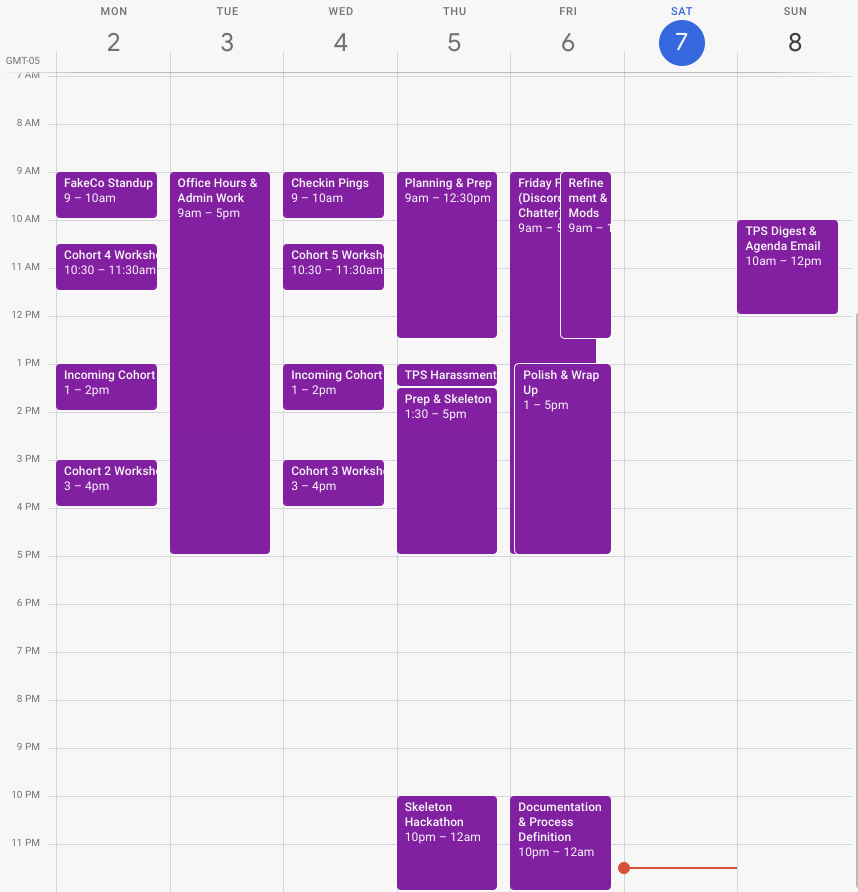 MON TUE WED THU FRI SAT SUN
2 3 4 5 6 7 8
GMT-05
7 AM
8 AM
9 AM
10 AM
11 AM
12 PM
1 PM
2 PM
3 PM
4 PM
5 PM
6 PM
7 PM
8 PM
9 PM
10 PM
11 PM
FakeCo Standup
9 – 10am
Cohort 4 Worksh
10:30 – 11:30am
Incoming Cohort
1 – 2pm
Cohort 2 Worksh
3 – 4pm
Office Hours &
Admin Work
9am – 5pm
Checkin Pings
9 – 10am
Cohort 5 Worksh
10:30 – 11:30am
Incoming Cohort
1 – 2pm
Cohort 3 Worksh
3 – 4pm
Planning & Prep
9am – 12:30pm
TPS Harassment
Prep & Skeleton
1:30 – 5pm
Skeleton
Hackathon
10pm – 12am
Friday F
(Discor
Chatter
9am – 5
Refine
ment &
Mods
9am – 1
Polish & Wrap
Up
1 – 5pm
Documentation
& Process
Definition
10pm – 12am
TPS Digest &
Agenda Email
10am – 12pm